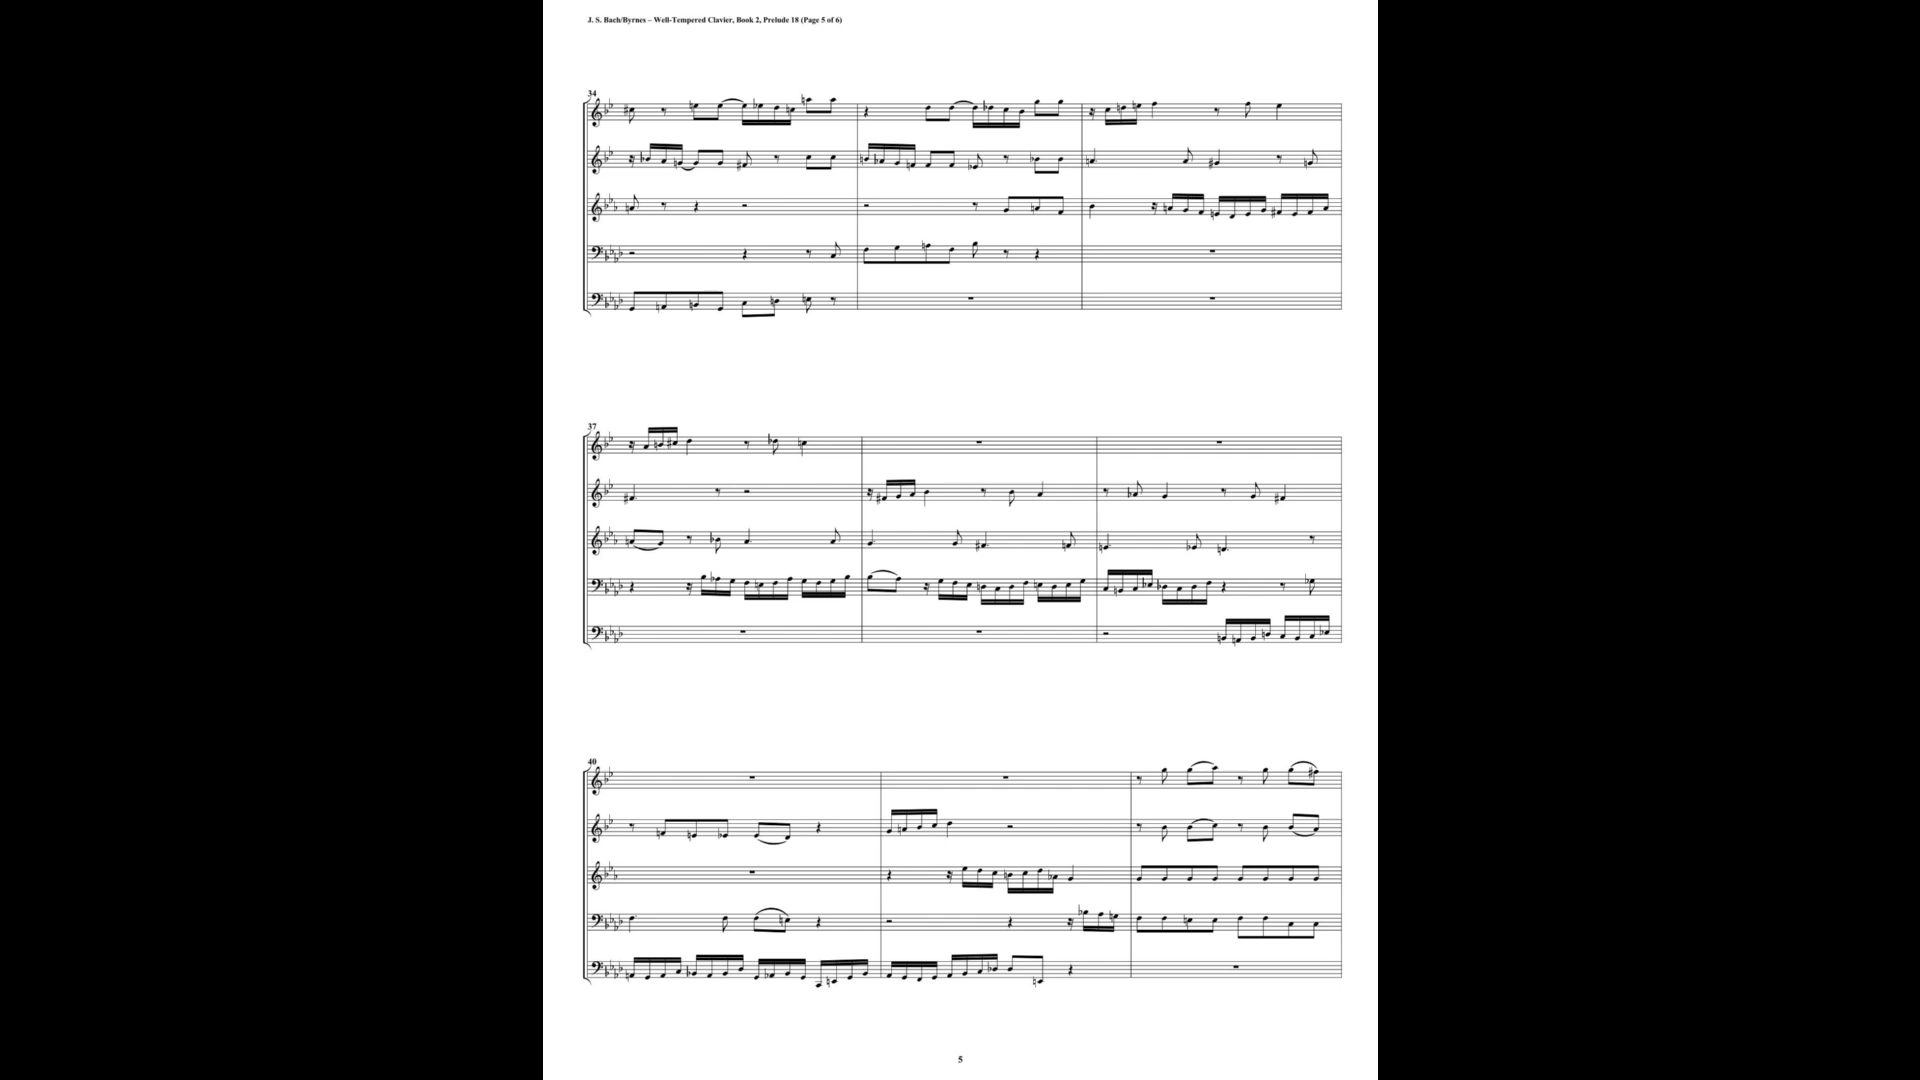 J. S. Bach/Byrnes – Well-Tempered Clavier, Book 2, Prelude 18 (Page 5 of 6)
34
37
40
5